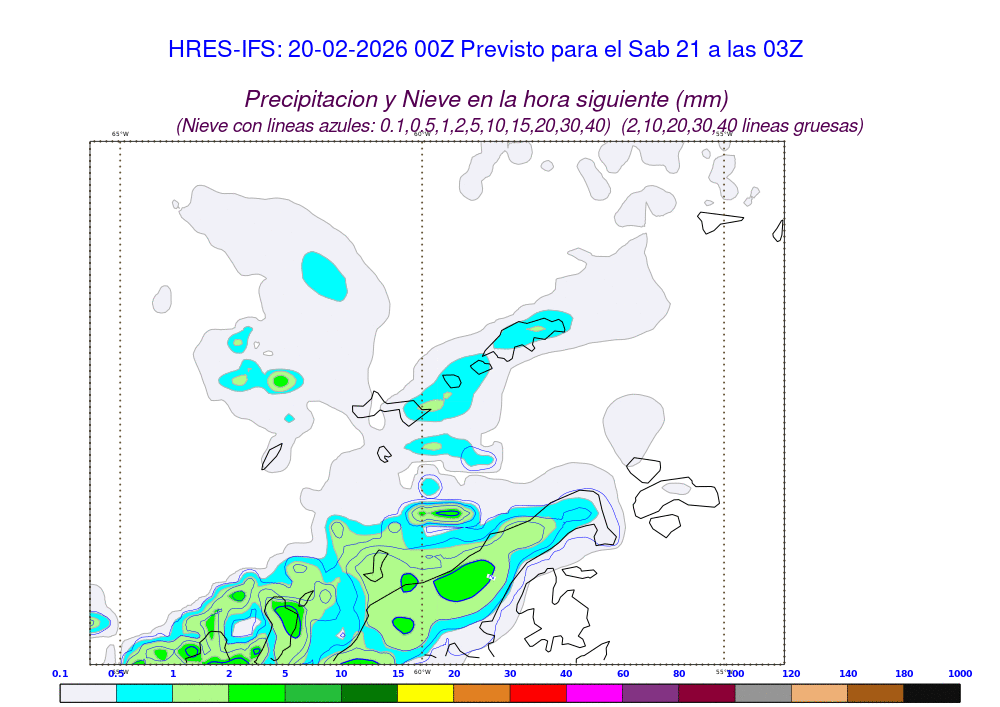 HRES-IFS: 20-02-2026 00Z Previsto para el Sab 21 a las 03Z
Precipitacion y Nieve en la hora siguiente (mm)
(Nieve con lineas azules: 0.1,0.5,1,2,5,10,15,20,30,40) (2,10,20,30,40 lineas gruesas)
65°W 60°W 55°W
65°W 60°W 55°W
0.1 0.5 1 2 5 10 15 20 30 40 60 80 100 120 140 180 1000